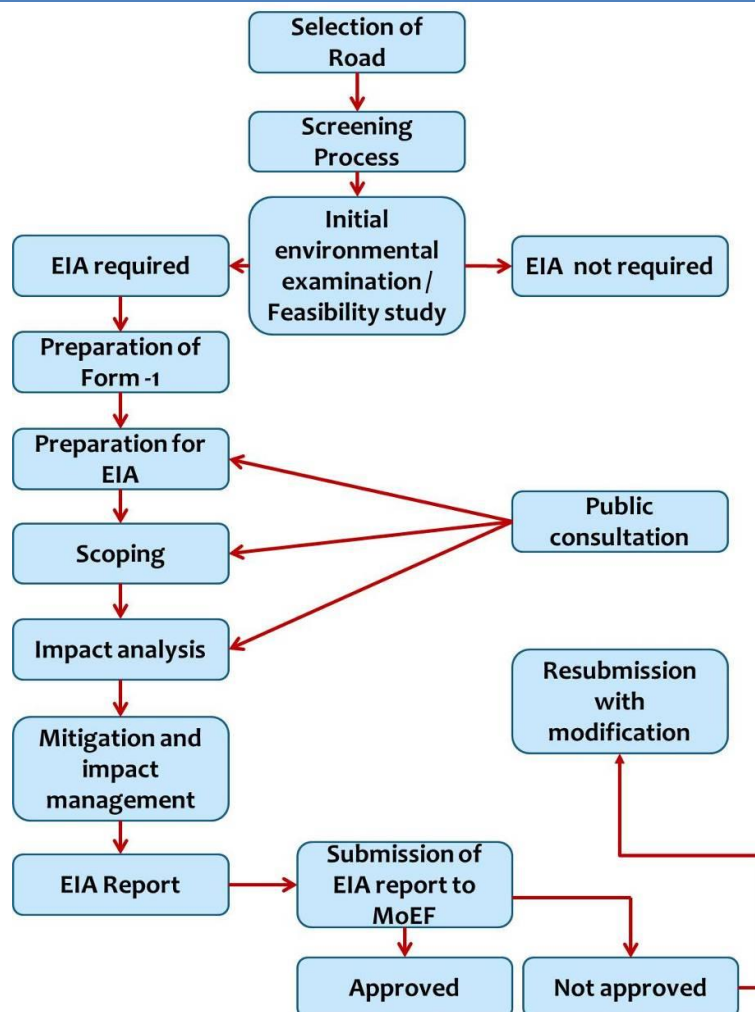 Selection of
Road
Screening
Process
Initial
environmental
examination /
Feasibility study
EIA required
EIA  not required
Preparation of
Form -1
Preparation for
EIA
Public
consultation
Scoping
Impact analysis
Resubmission
with
modification
Mitigation and
impact
management
EIA Report
Submission of
EIA report to
MoEF
Approved
Not approved